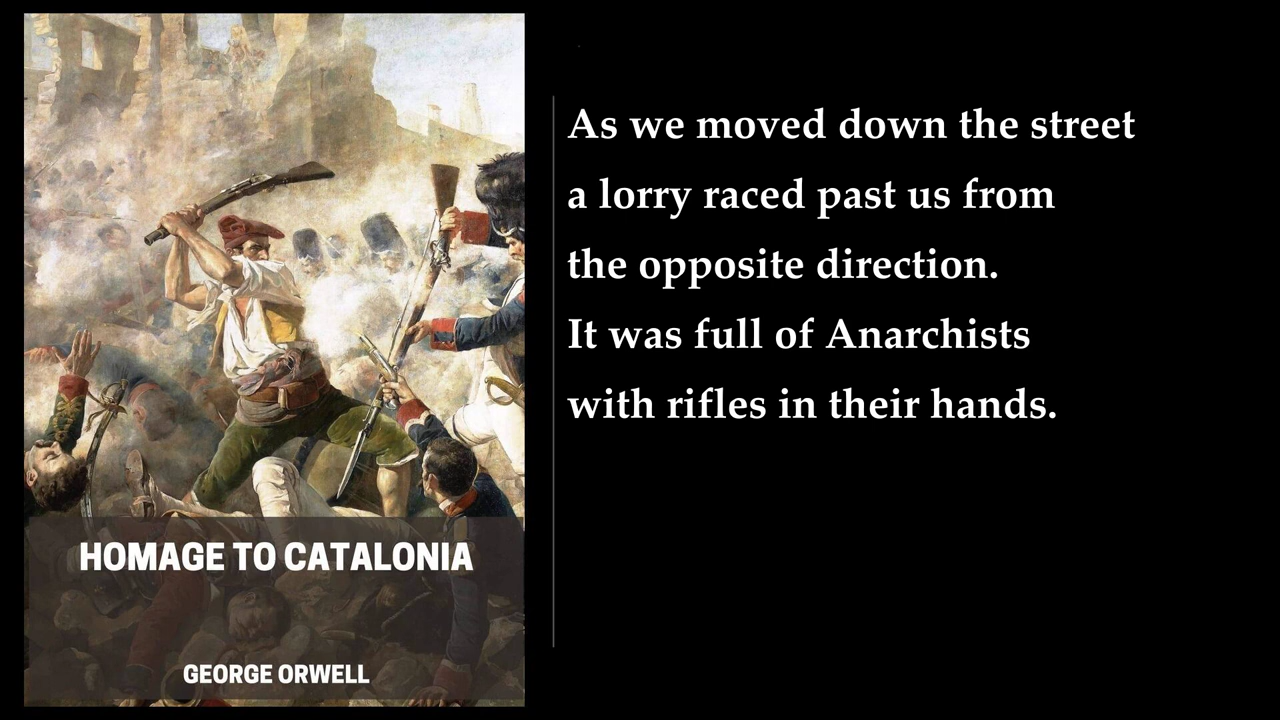 As we moved down the street
a lorry raced past us from
the opposite direction.
It was full of Anarchists
with rifles in their hands.
HOMAGE TO CATALONIA
GEORGE ORWELL